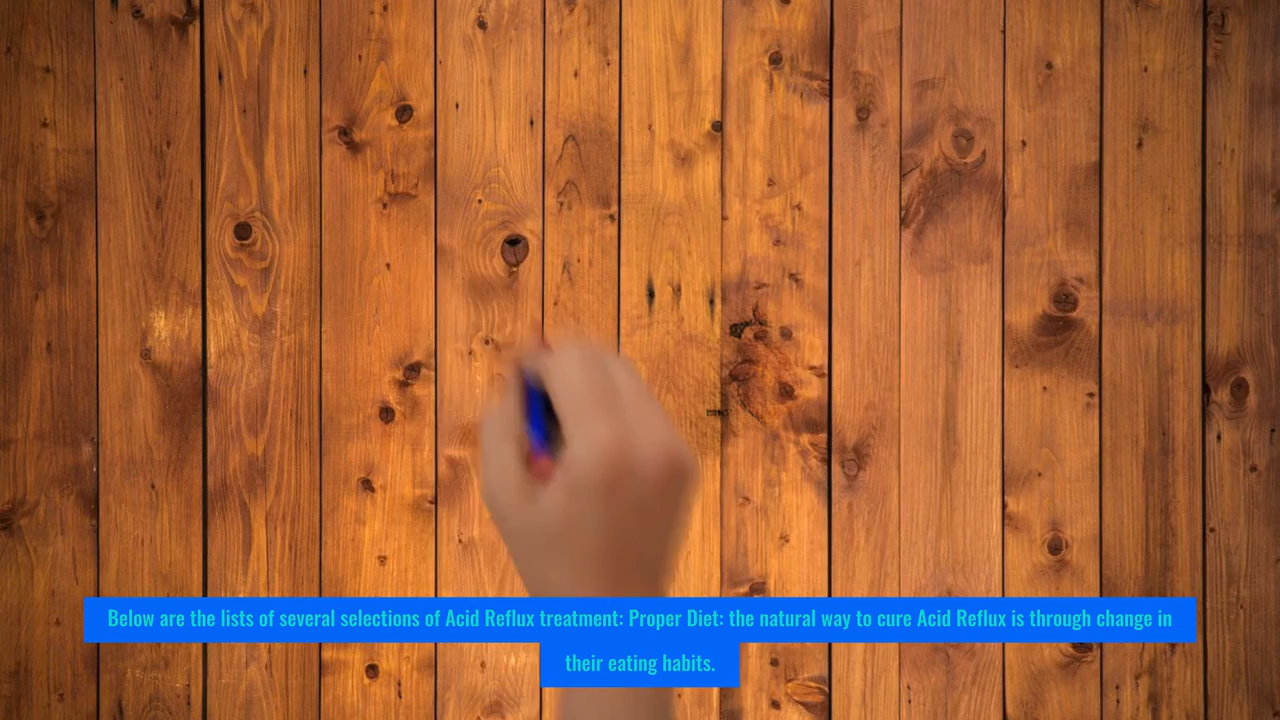 Below are the lists of several selections of Acid Reflux treatment: Proper Diet: the natural way to cure Acid Reflux is through change in
their eating habits.